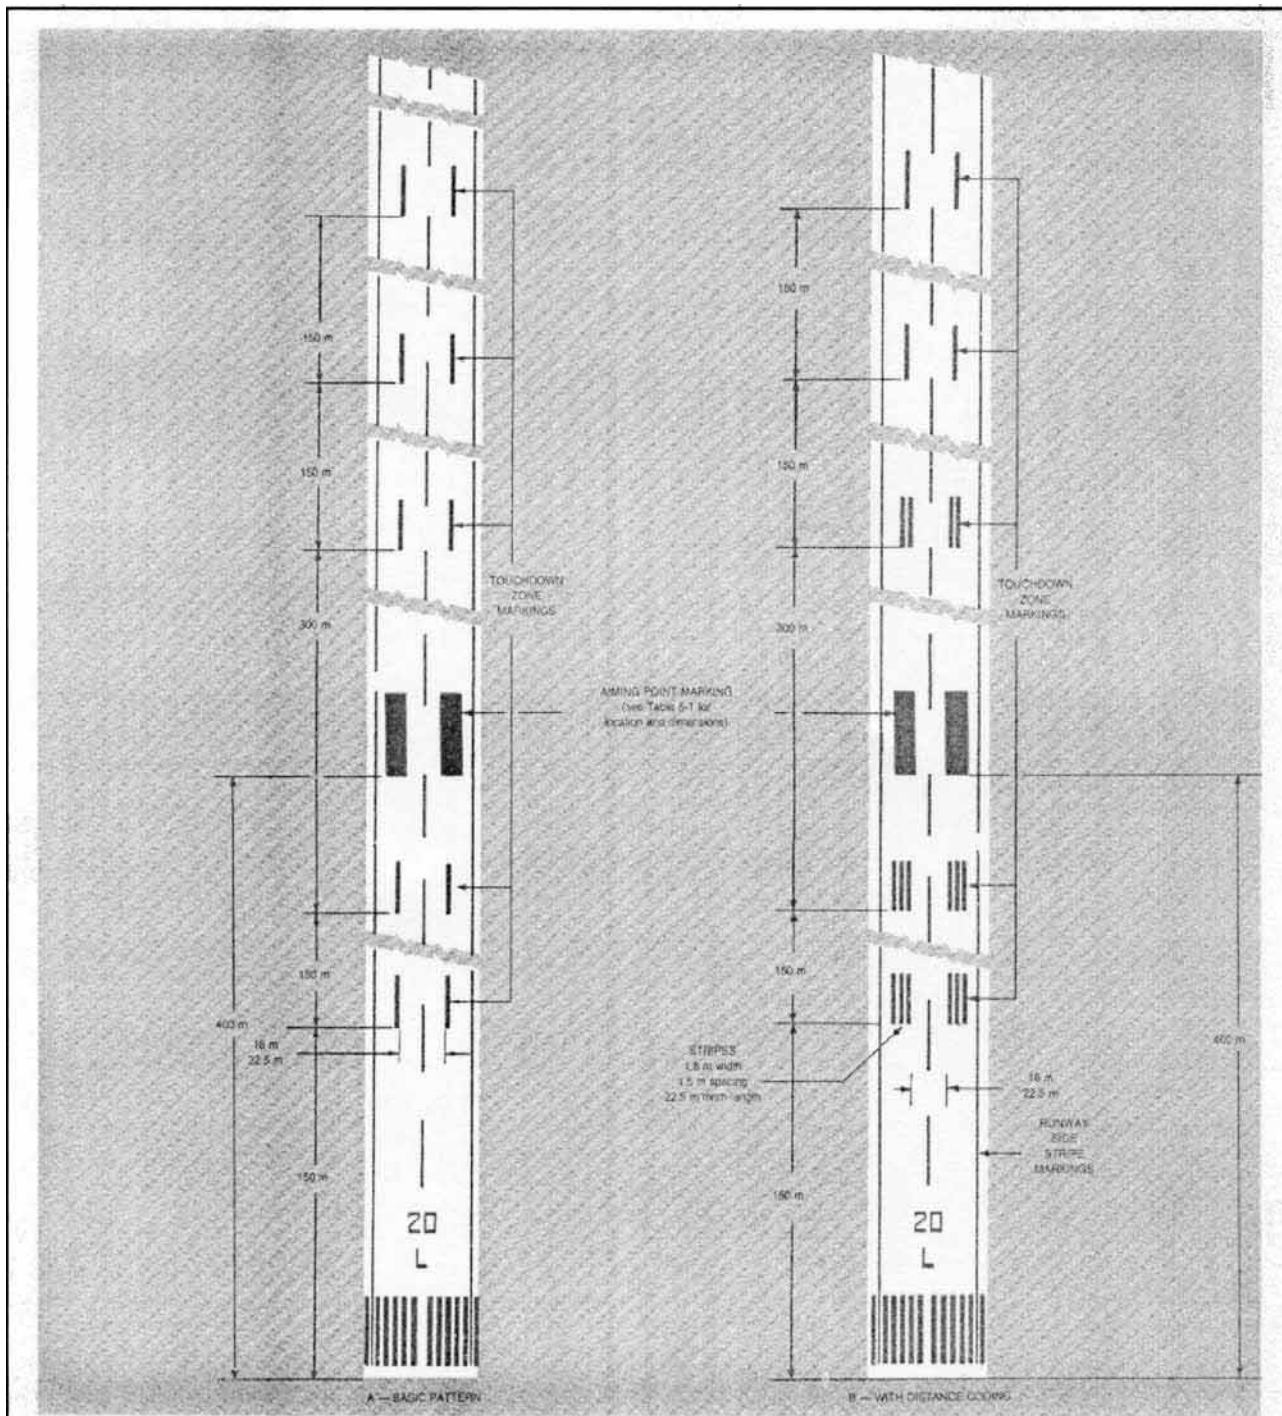 150 m
150 m
150 m
150 m
300 m
300 m
TOUCHDOWN
ZONE
MARKINGS
TOUCHDOWN
ZONE
MARKINGS
AIMING POINT MARKING
(see Table 5-1 for
location and dimensions)
150 m
150 m
400 m
18 m
22.5 m
STRIPES
1.8 m width
1.5 m spacing
22.5 m length
400 m
18 m
22.5 m
RUNWAY
SIDE
STRIPE
MARKINGS
150 m
150 m
20
L
20
L
A — BASIC PATTERN
B — WITH DISTANCE CODING